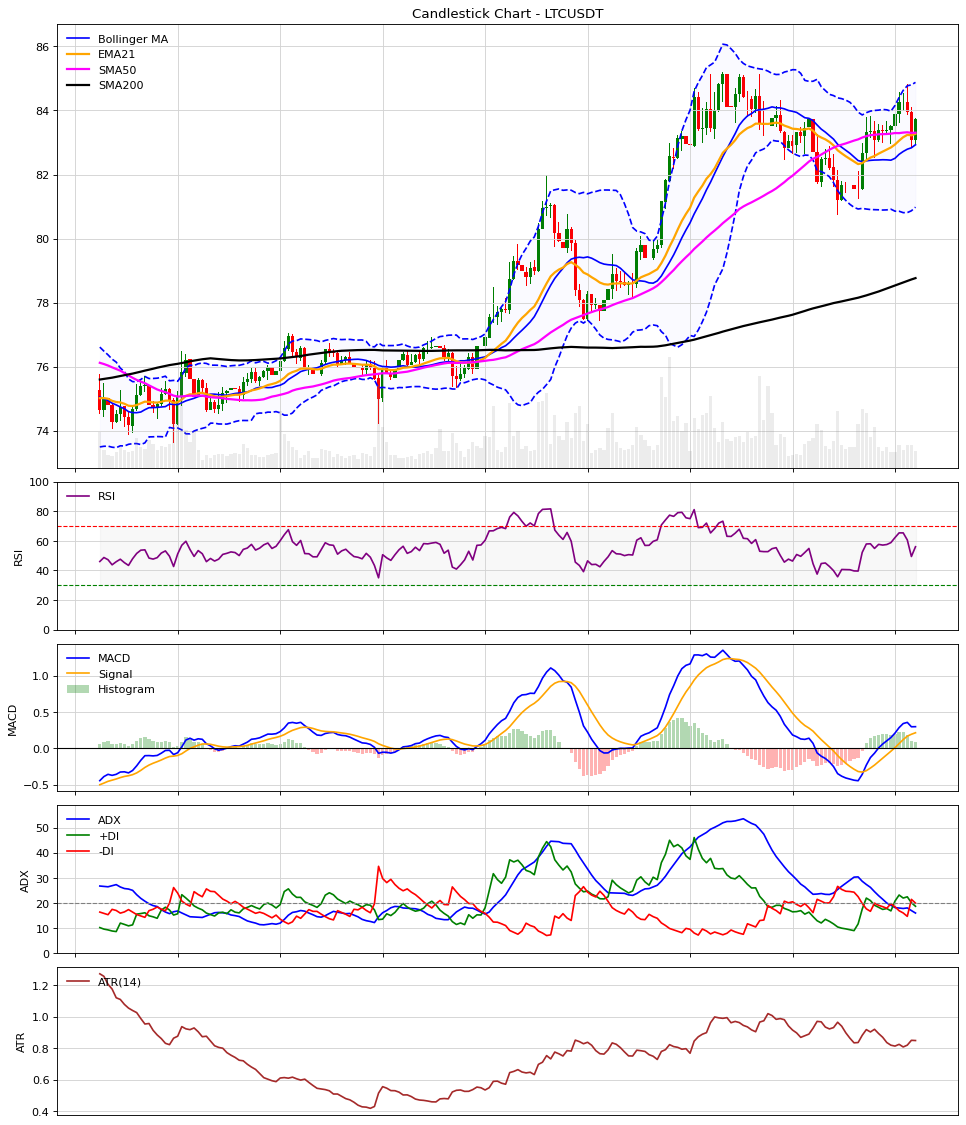 Candlestick Chart - LTCUSDT
Bollinger MA
EMA21
SMA50
SMA200
86
84
82
80
78
76
74
RSI
RSI
100
80
60
40
20
0
MACD
Signal
Histogram
MACD
1.0
0.5
0.0
−0.5
ADX
+DI
-DI
ADX
50
40
30
20
10
0
ATR(14)
ATR
1.2
1.0
0.8
0.6
0.4